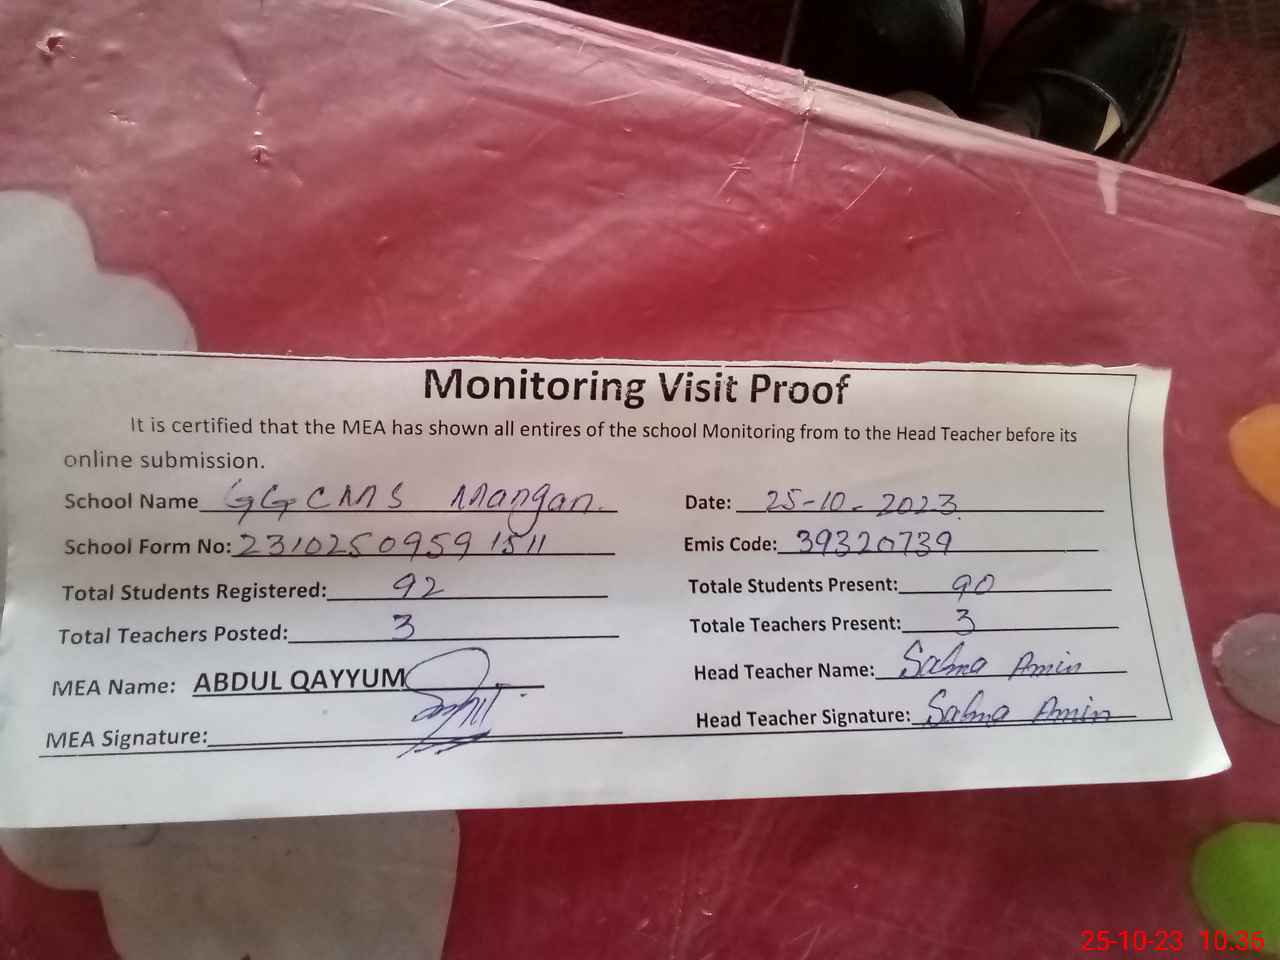 Monitoring Visit Proof
It is certified that the MEA has shown all entires of the school Monitoring from to the Head Teacher before its
online submission.
School Name GGCMS Mangan. Date: 25-10-2023
School Form No: 2310250959 1511 Emis Code: 39320739
Total Students Registered: 92 Totale Students Present: 90
Total Teachers Posted: 3 Totale Teachers Present: 3
MEA Name: ABDUL QAYYUM Head Teacher Name: Salma Amin
MEA Signature: Head Teacher Signature: Salma Amin
25-10-23 10:36